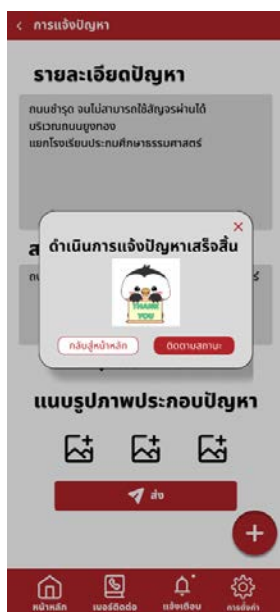 การแจ้งปัญหา
รายละเอียดปัญหา
ถนนชำรุด จนไม่สามารถใช้สัญจรผ่านได้
บริเวณถนนยูงทอง
แยกโรงเรียนประถมศึกษาธรรมศาสตร์
ดำเนินการแจ้งปัญหาเสร็จสิ้น
THANK
YOU
กลับสู่หน้าหลัก
ติดตามสถานะ
แนบรูปภาพประกอบปัญหา
ส่ง
หน้าหลัก
เบอร์ติดต่อ
แจ้งเตือน
การตั้งค่า